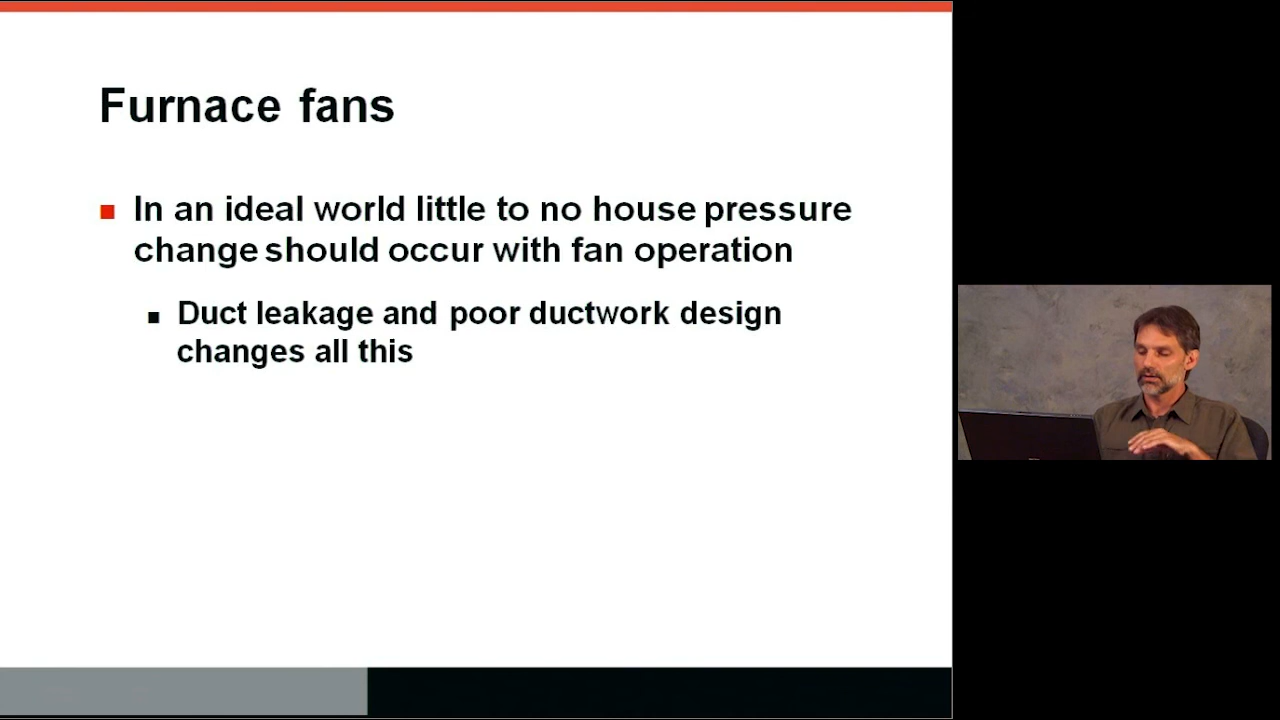 Furnace fans
In an ideal world little to no house pressure
change should occur with fan operation
Duct leakage and poor ductwork design
changes all this